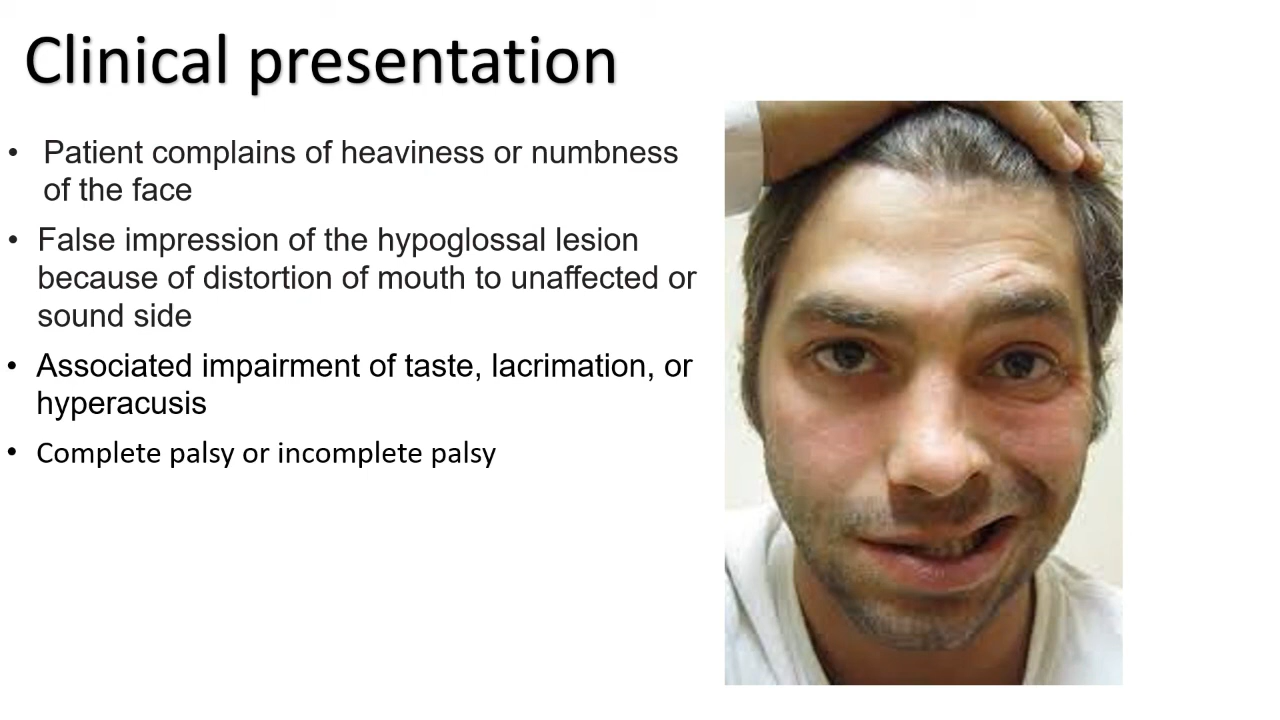 Clinical presentation
• Patient complains of heaviness or numbness
of the face
• False impression of the hypoglossal lesion
because of distortion of mouth to unaffected or
sound side
• Associated impairment of taste, lacrimation, or
hyperacusis
• Complete palsy or incomplete palsy